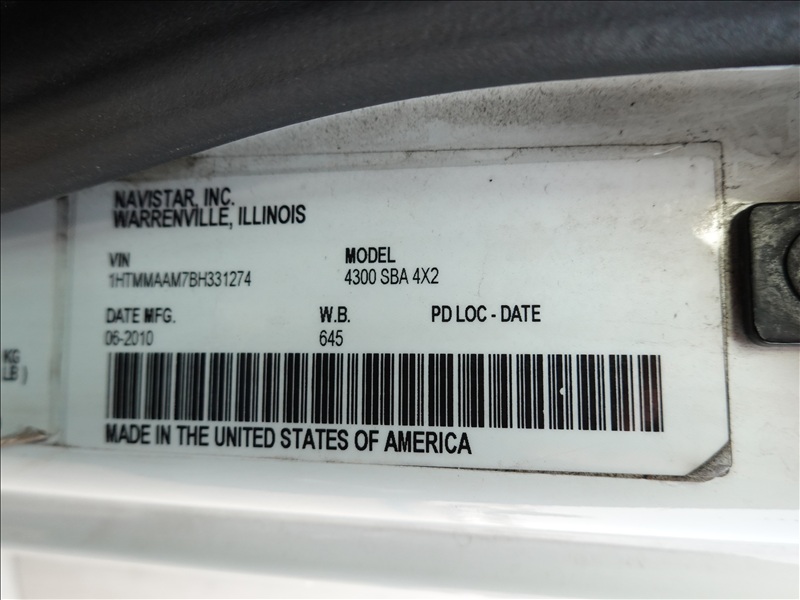 NAVISTAR, INC.
WARRENVILLE, ILLINOIS
VIN MODEL
1HTMMAAM7BH331274 4300 SBA 4X2
DATE MFG. W.B. PD LOC - DATE
06-2010 645
KG
LB )
MADE IN THE UNITED STATES OF AMERICA